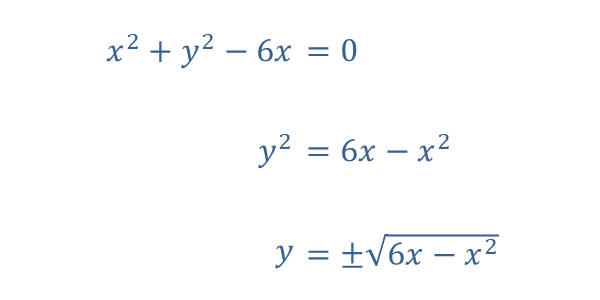 x² + y² − 6x = 0
y² = 6x − x²
y = ±√(6x − x²)